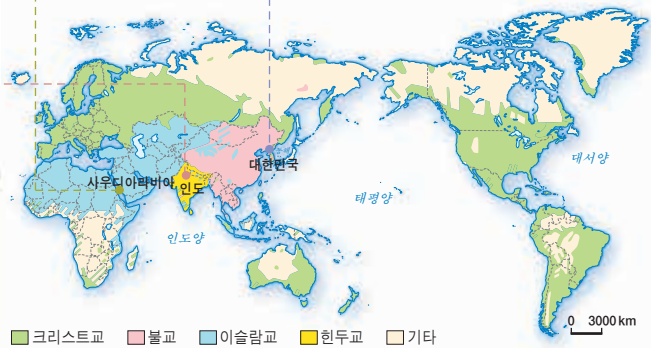 대한민국
사우디아라비아
인도
대서양
태평양
인도양
0 3000 km
크리스트교 불교 이슬람교 힌두교 기타